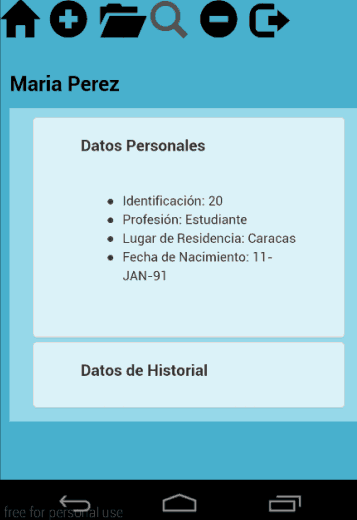 Maria Perez
Datos Personales
Identificación: 20
Profesión: Estudiante
Lugar de Residencia: Caracas
Fecha de Nacimiento: 11-
JAN-91
Datos de Historial
free for personal use